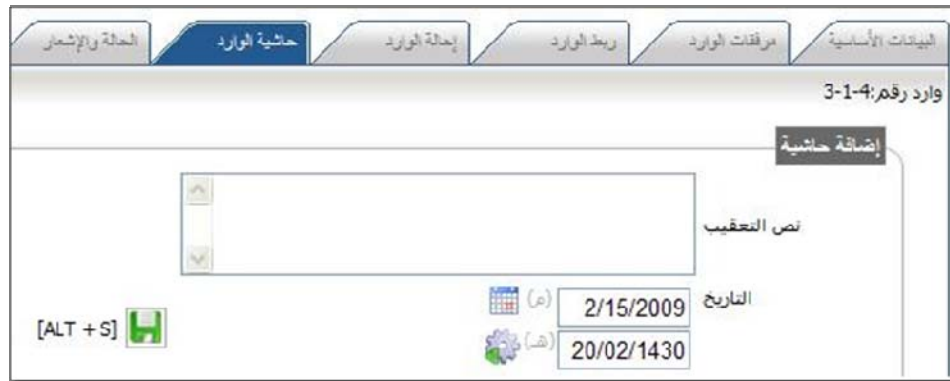 البيانات الأساسية مرفقات الوارد ربط الوارد إحالة الوارد حاشية الوارد الحالة والإشعار
وارد رقم:4-1-3
إضافة حاشية
نص التعقيب
التاريخ 2/15/2009 (م)
20/02/1430 (هـ)
[ALT + S]